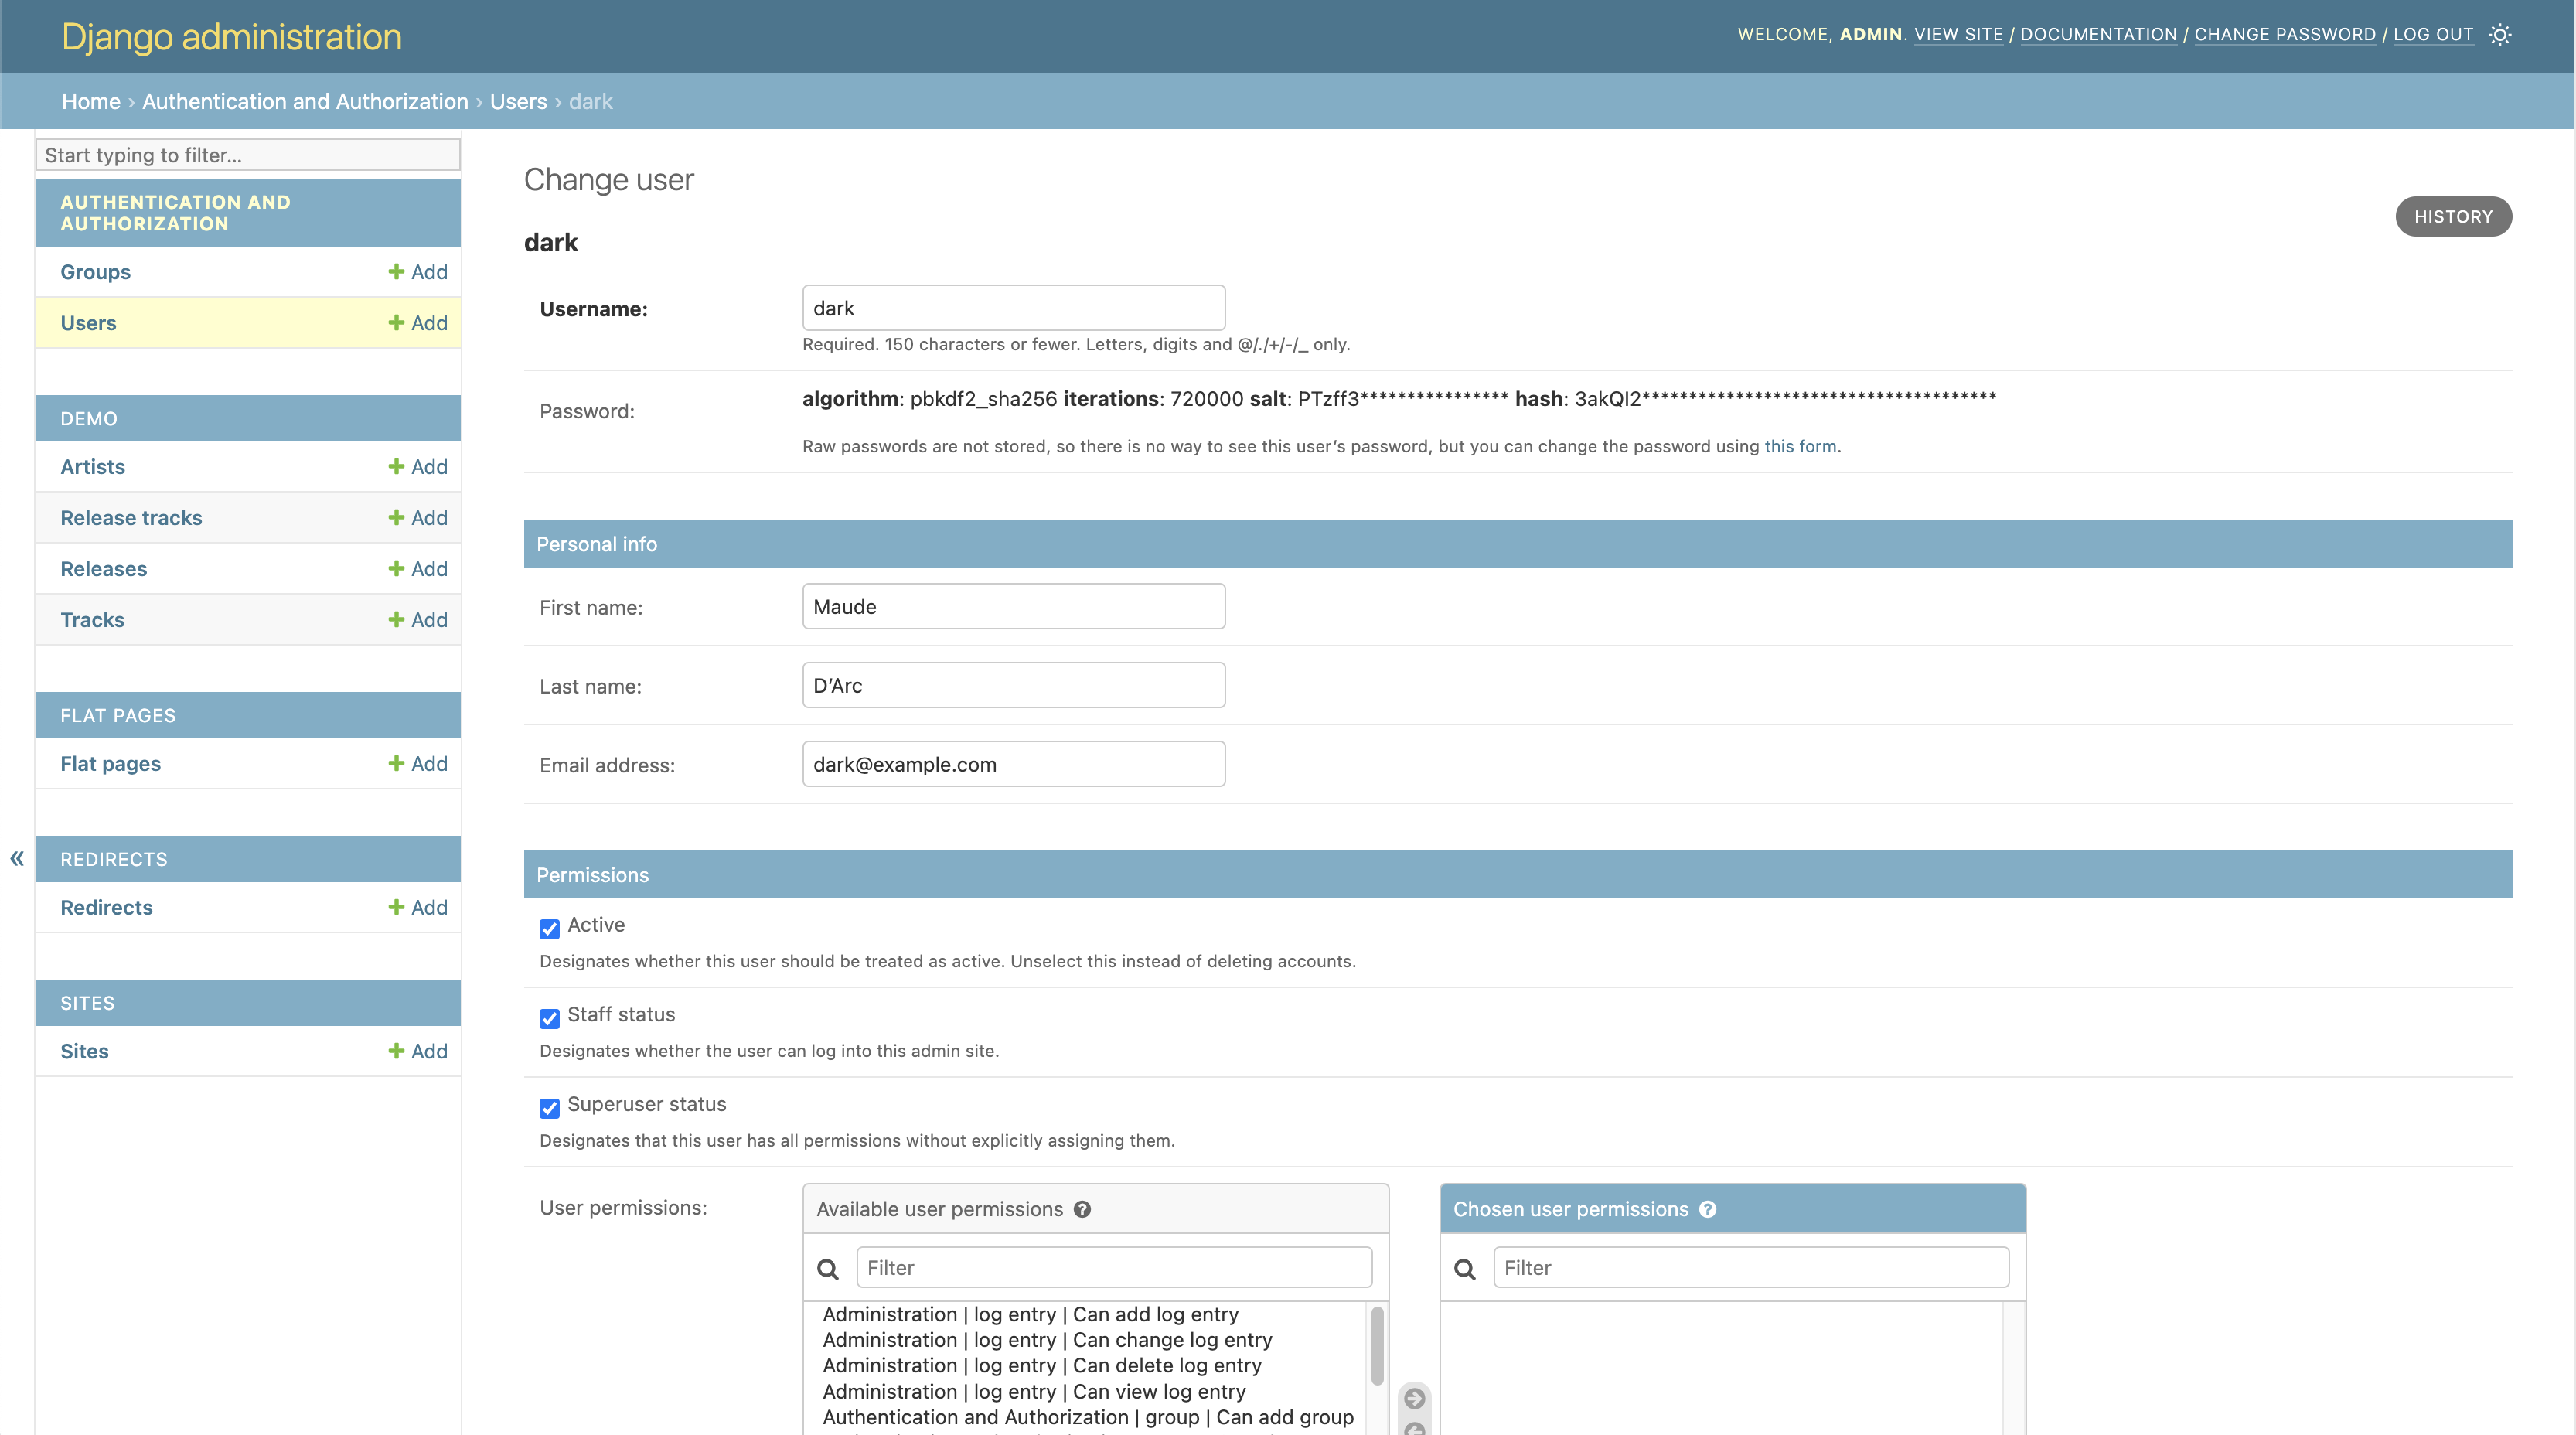 Django administration
WELCOME, ADMIN. VIEW SITE / DOCUMENTATION / CHANGE PASSWORD / LOG OUT
Home › Authentication and Authorization › Users › dark
Start typing to filter...
AUTHENTICATION AND
AUTHORIZATION
Groups
Add
Users
Add
DEMO
Artists
Add
Release tracks
Add
Releases
Add
Tracks
Add
FLAT PAGES
Flat pages
Add
«
REDIRECTS
Redirects
Add
SITES
Sites
Add
Change user
HISTORY
dark
Username:
dark
Required. 150 characters or fewer. Letters, digits and @/./+/-/_ only.
Password:
algorithm: pbkdf2_sha256 iterations: 720000 salt: PTzff3**************** hash: 3akQI2**************************************
Raw passwords are not stored, so there is no way to see this user’s password, but you can change the password using this form.
Personal info
First name:
Maude
Last name:
D’Arc
Email address:
dark@example.com
Permissions
Active
Designates whether this user should be treated as active. Unselect this instead of deleting accounts.
Staff status
Designates whether the user can log into this admin site.
Superuser status
Designates that this user has all permissions without explicitly assigning them.
User permissions:
Available user permissions
Filter
Administration | log entry | Can add log entry
Administration | log entry | Can change log entry
Administration | log entry | Can delete log entry
Administration | log entry | Can view log entry
Authentication and Authorization | group | Can add group
Chosen user permissions
Filter